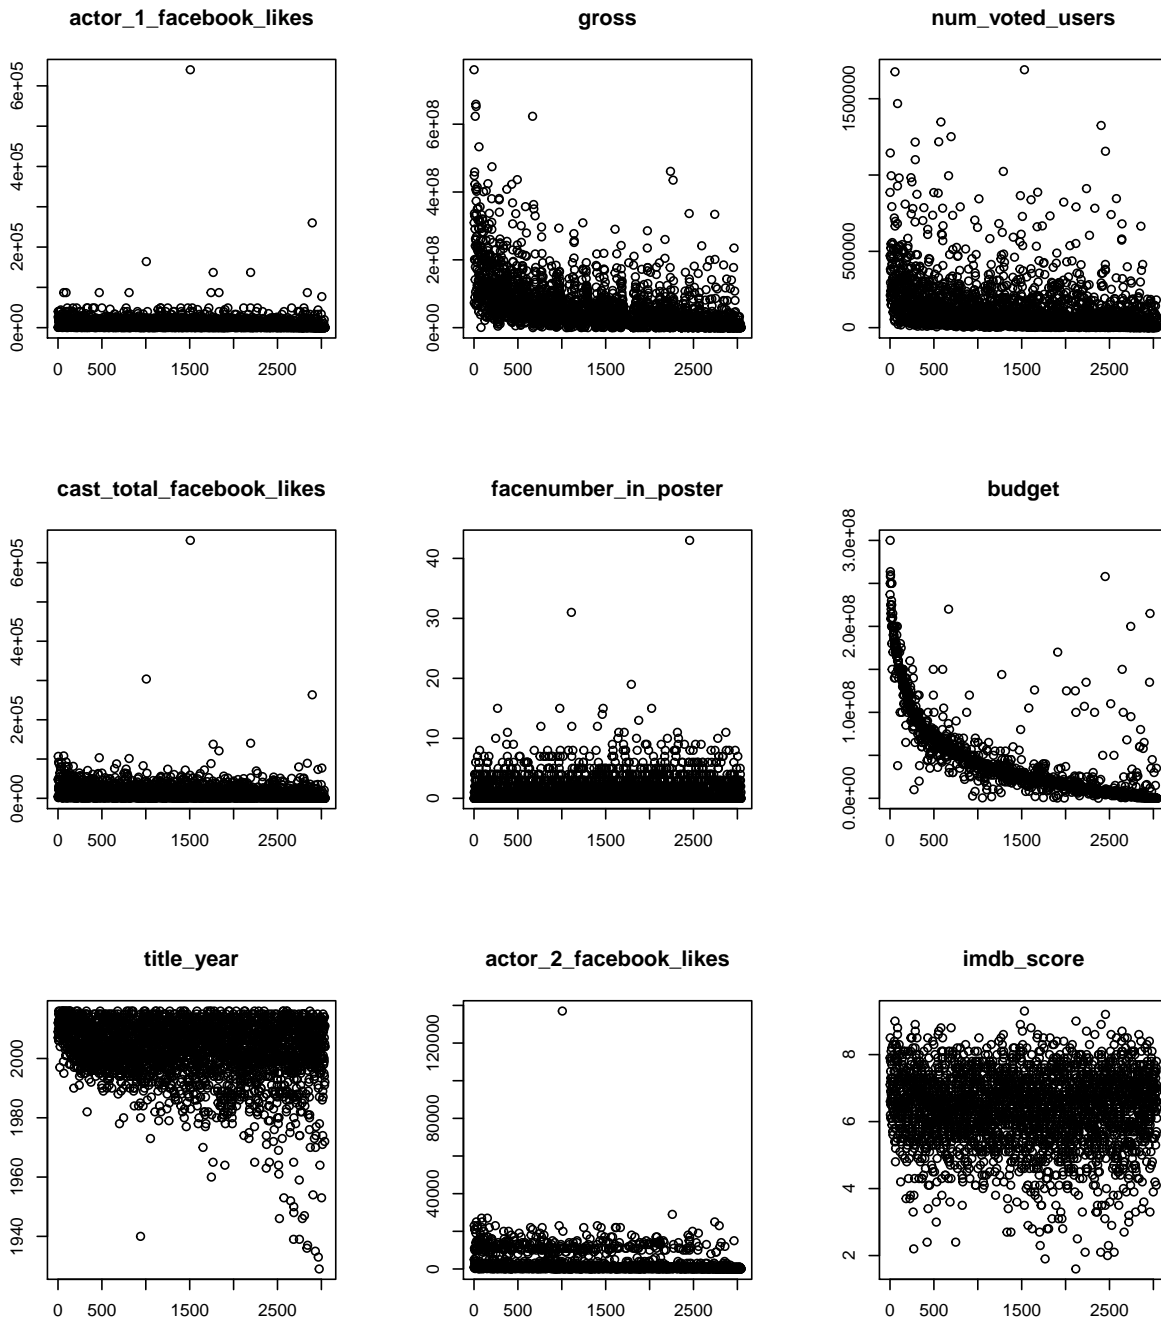 actor_1_facebook_likes
gross
num_voted_users
0e+00 2e+05 4e+05 6e+05
0 500 1500 2500
0e+00 2e+08 4e+08 6e+08
0 500 1500 2500
0 500000 1500000
0 500 1500 2500
cast_total_facebook_likes
facenumber_in_poster
budget
0e+00 2e+05 4e+05 6e+05
0 500 1500 2500
0 10 20 30 40
0 500 1500 2500
0.0e+00 1.0e+08 2.0e+08 3.0e+08
0 500 1500 2500
title_year
actor_2_facebook_likes
imdb_score
1940 1960 1980 2000
0 500 1500 2500
0 40000 80000 120000
0 500 1500 2500
2 4 6 8
0 500 1500 2500